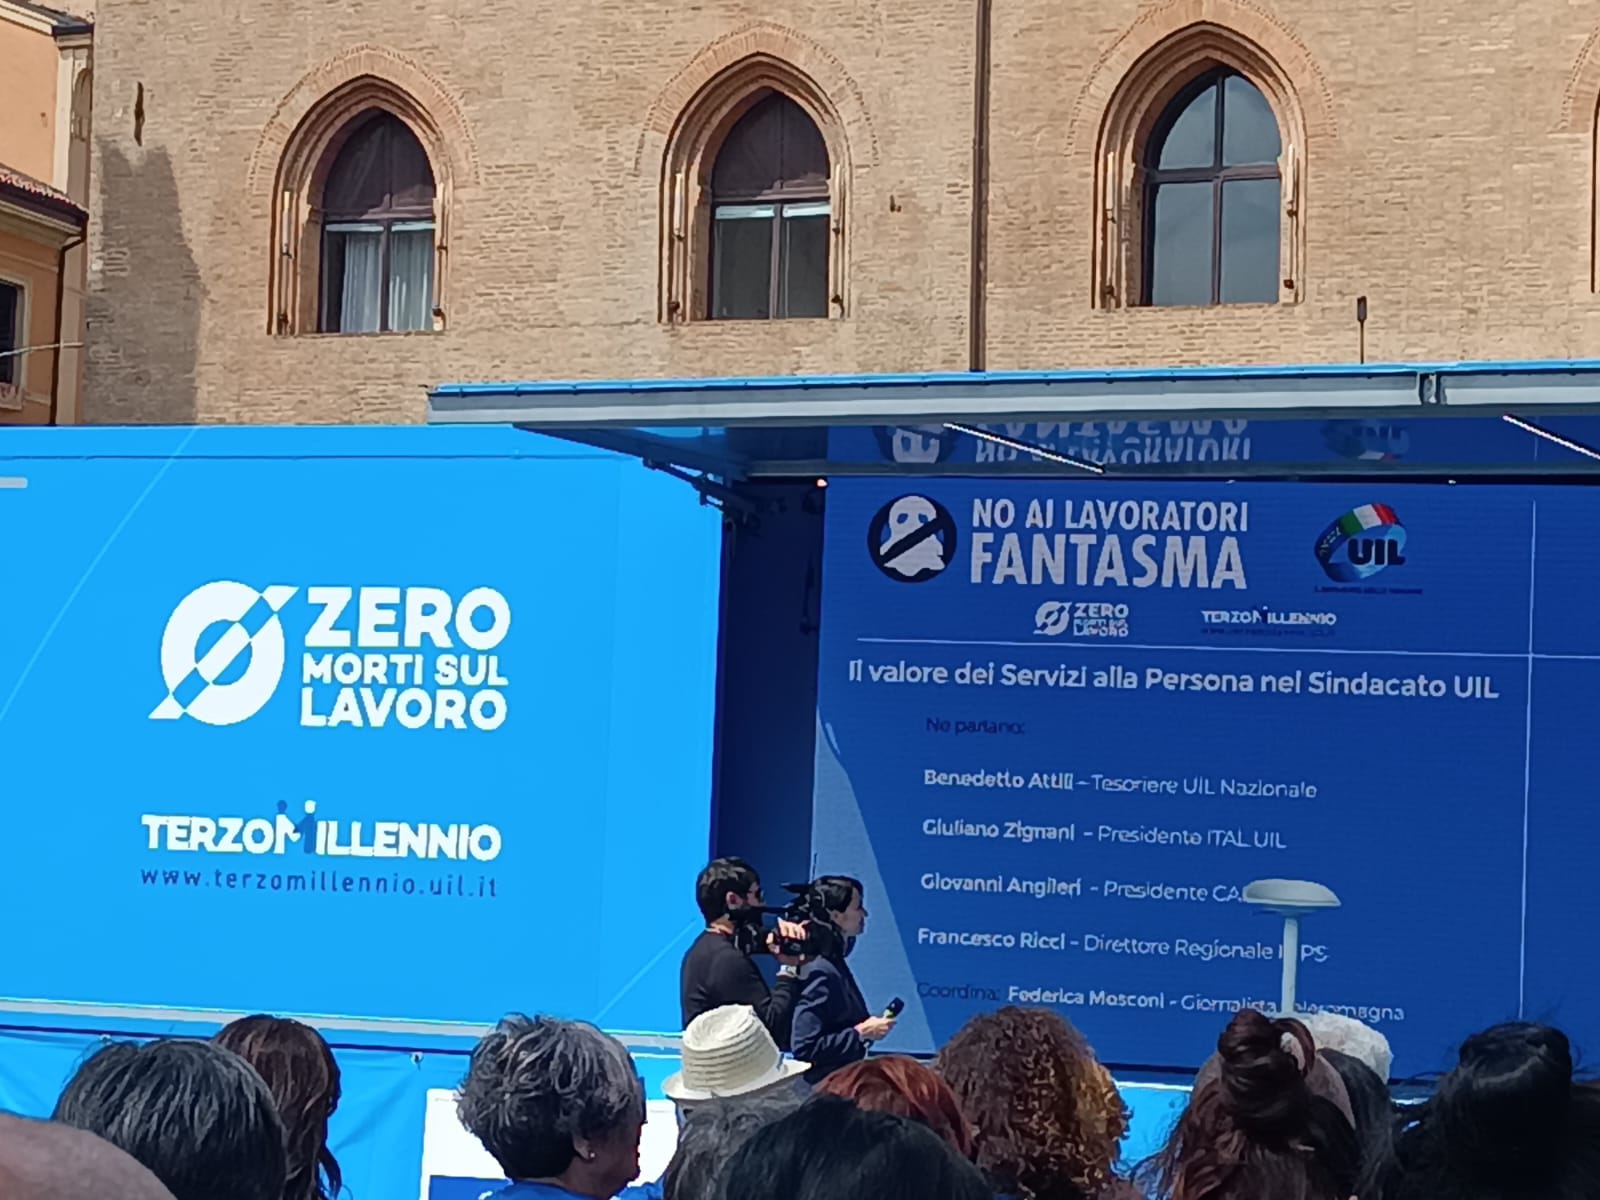 ZERO
MORTI SUL
LAVORO
TERZOMILLENNIO
www.terzomillennio.uil.it
NO AI LAVORATORI
FANTASMA
UIL
ZERO
MORTI SUL
LAVORO
TERZOMILLENNIO
Il valore dei Servizi alla Persona nel Sindacato UIL
Ne parlano:
Benedetto Attili – Tesoriere UIL Nazionale
Giuliano Zignani – Presidente ITAL UIL
Giovanni Angileri – Presidente
Francesco Ricci – Direttore Regionale
Coordina: Federica Mosconi – Giornalista